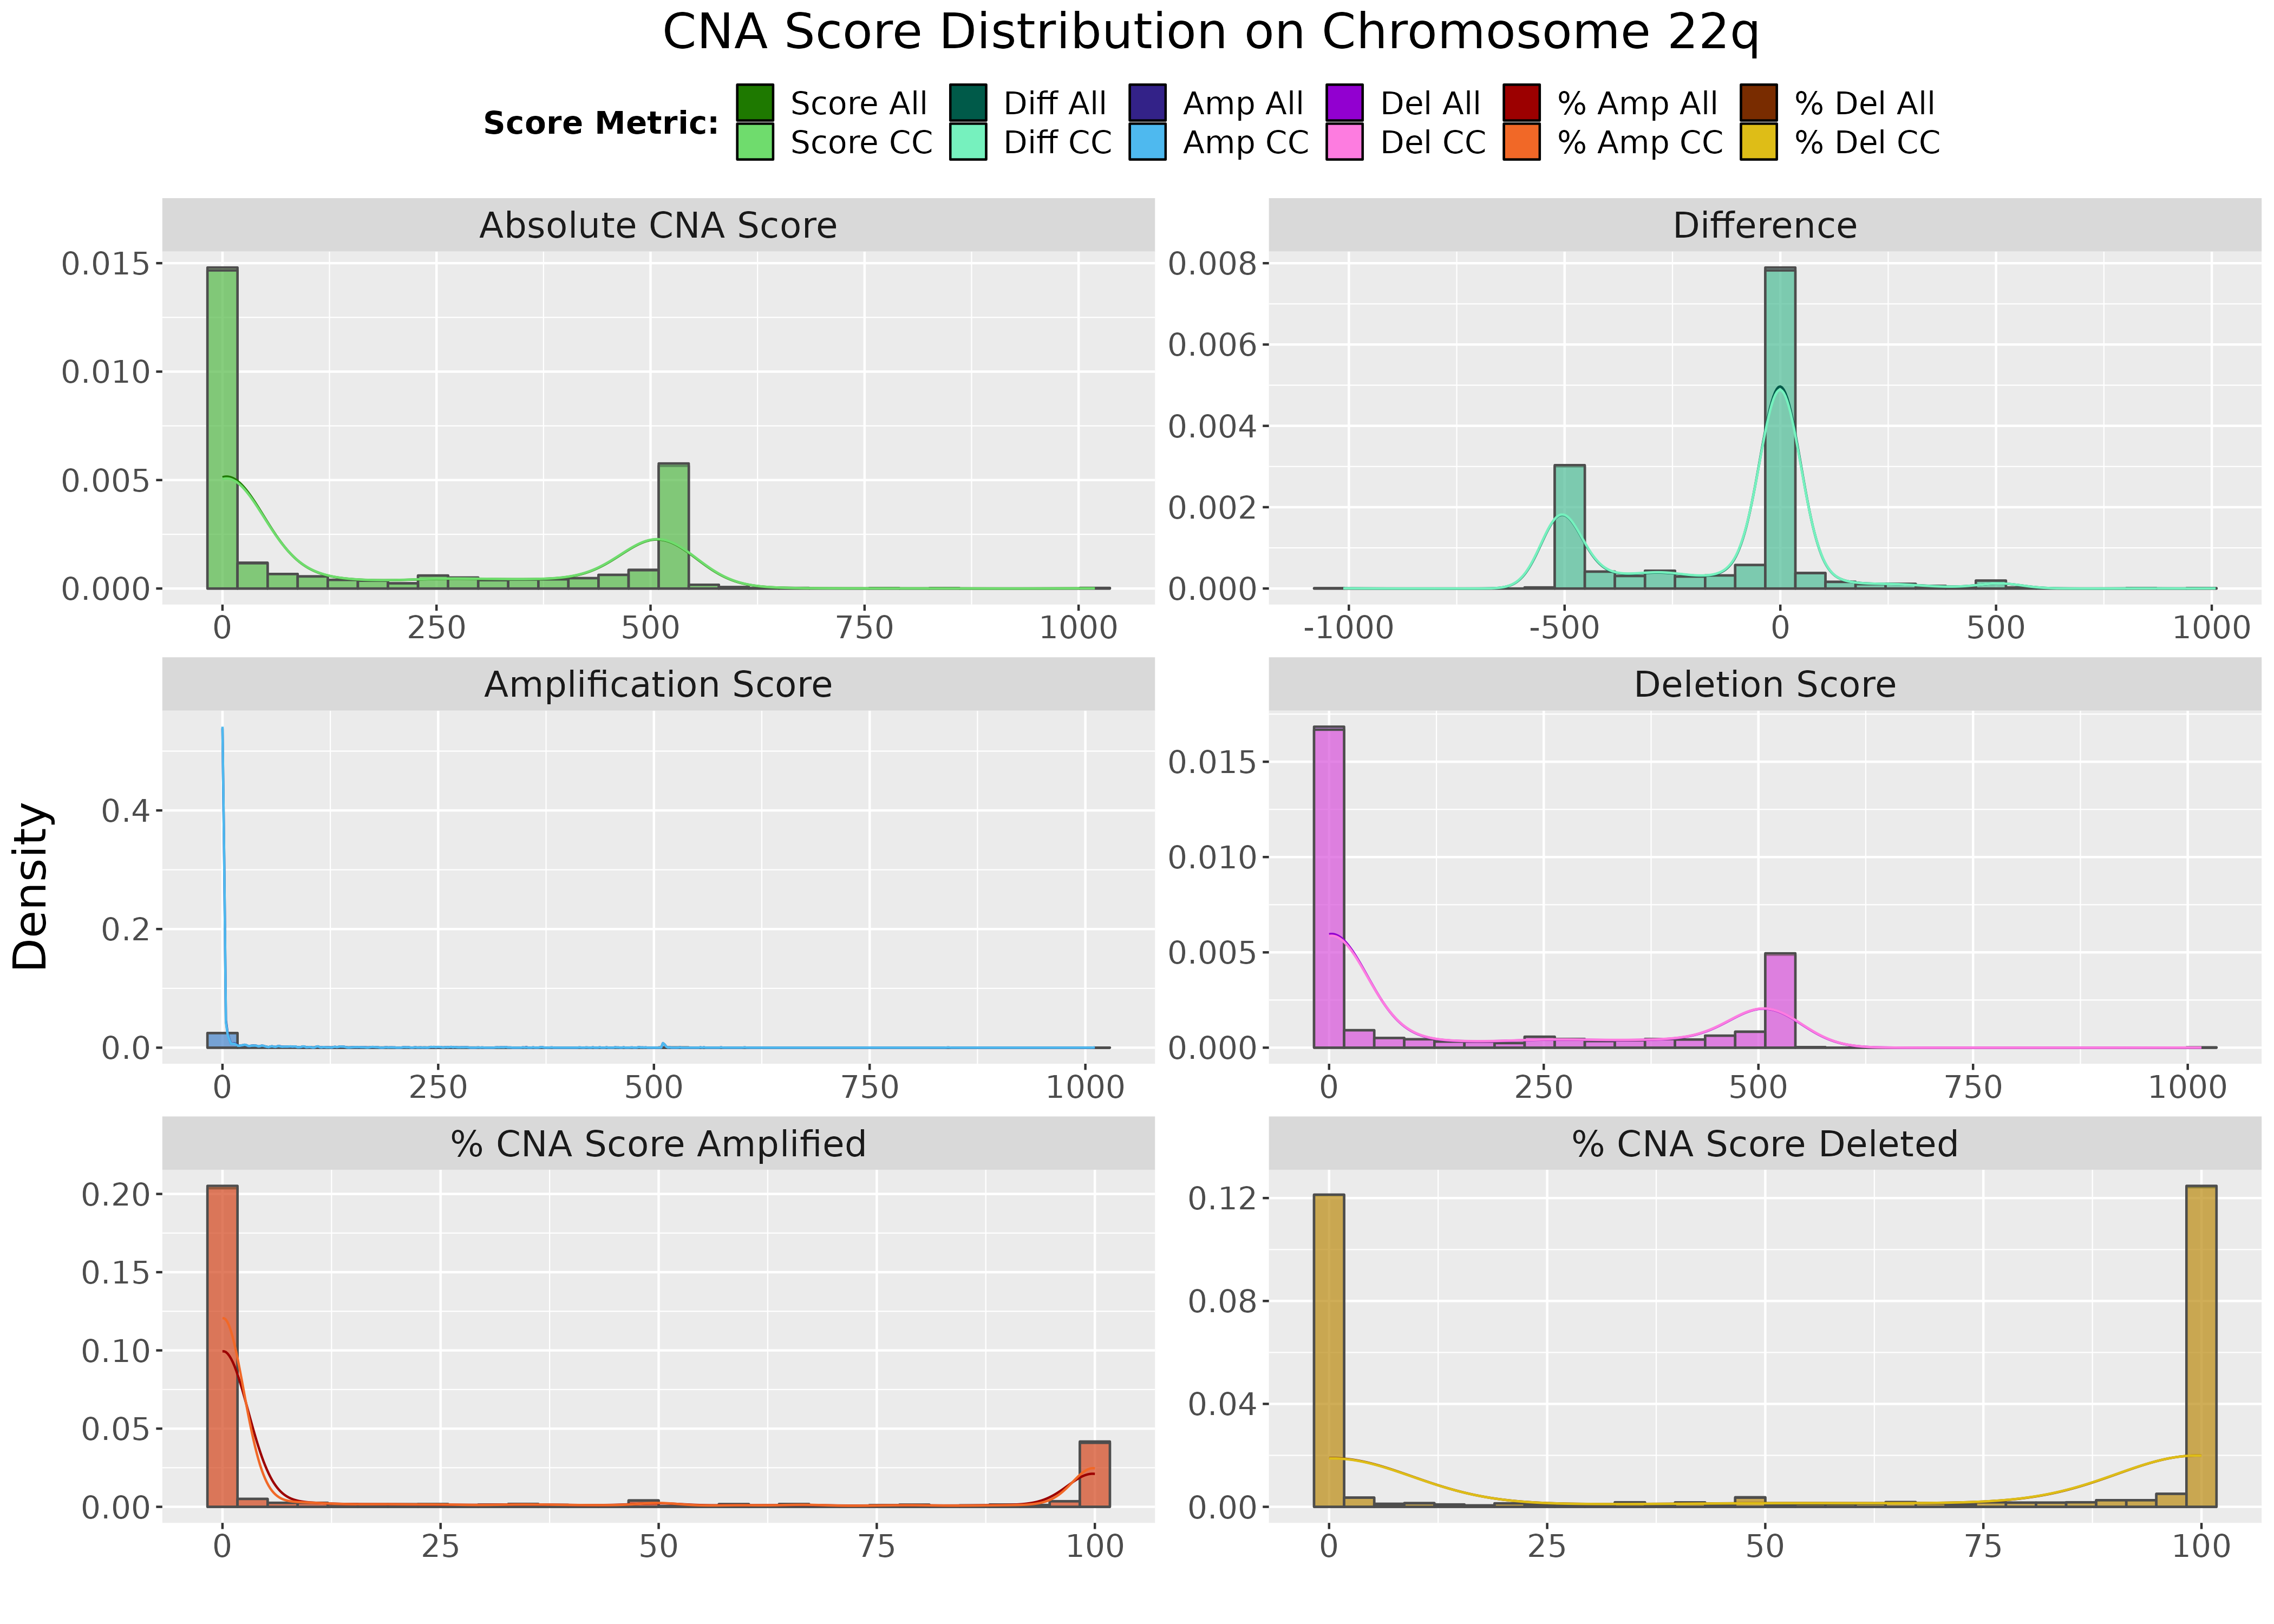 CNA Score Distribution on Chromosome 22q
Score Metric:
Score All Diff All Amp All Del All % Amp All % Del All
Score CC Diff CC Amp CC Del CC % Amp CC % Del CC
Absolute CNA Score
0.015
0.010
0.005
0.000
0 250 500 750 1000
Difference
0.008
0.006
0.004
0.002
0.000
-1000 -500 0 500 1000
Density
Amplification Score
0.4
0.2
0.0
0 250 500 750 1000
Deletion Score
0.015
0.010
0.005
0.000
0 250 500 750 1000
% CNA Score Amplified
0.20
0.15
0.10
0.05
0.00
0 25 50 75 100
% CNA Score Deleted
0.12
0.08
0.04
0.00
0 25 50 75 100